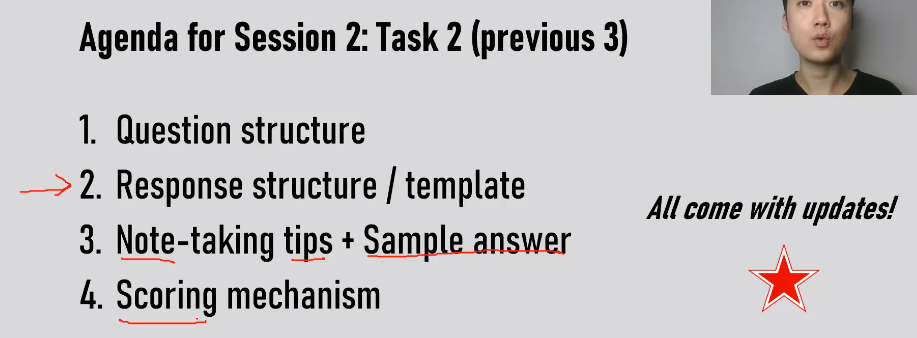 Agenda for Session 2: Task 2 (previous 3)
1. Question structure
2. Response structure / template
3. Note-taking tips + Sample answer
4. Scoring mechanism
All come with updates!